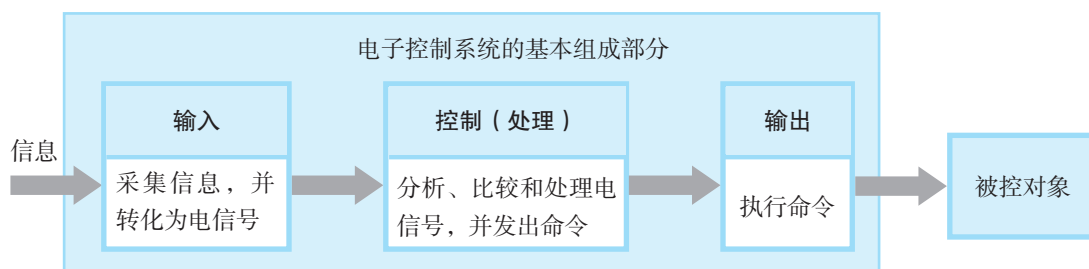 电子控制系统的基本组成部分
信息
输入
采集信息，并
转化为电信号
控制（处理）
分析、比较和处理电
信号，并发出命令
输出
执行命令
被控对象